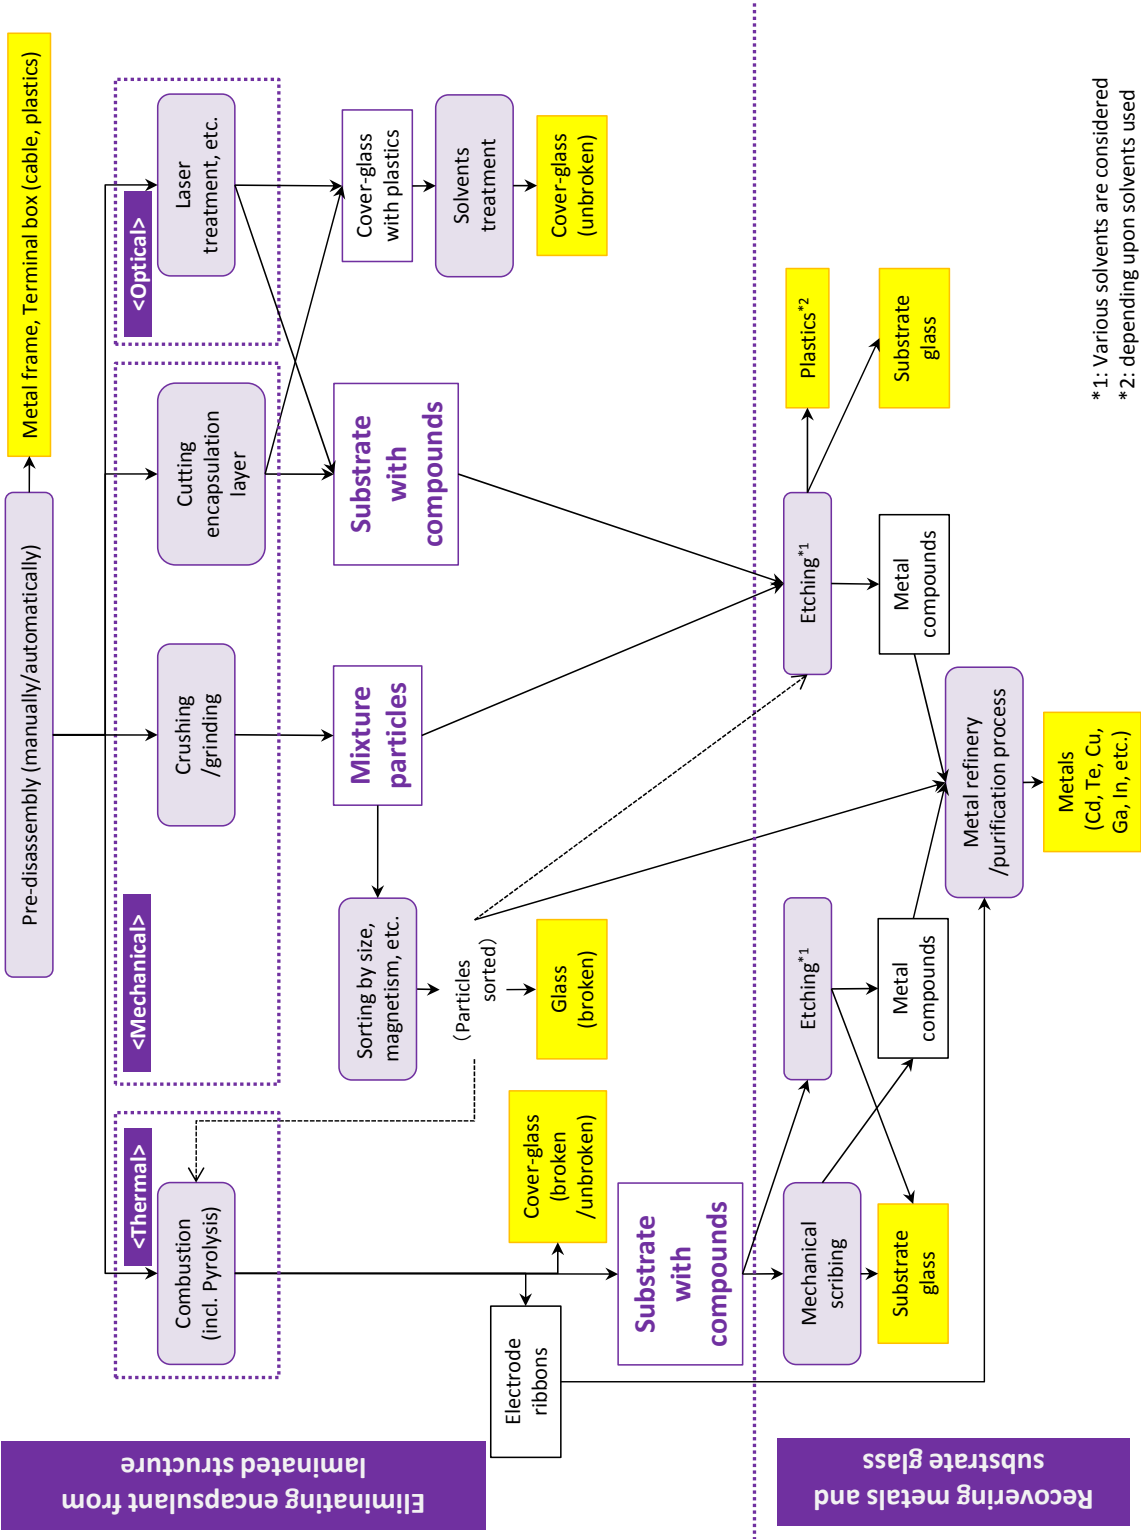 Eliminating encapsulant from
laminated structure
Pre-disassembly (manually/automatically)
Metal frame, Terminal box (cable, plastics)
<Thermal>
<Mechanical>
<Optical>
Combustion
(incl. Pyrolysis)
Crushing
/grinding
Cutting
encapsulation
layer
Laser
treatment, etc.
Sorting by size,
magnetism, etc.
Mixture
particles
Substrate
with
compounds
Cover-glass
with plastics
(Particles
sorted)
Solvents
treatment
Electrode
ribbons
Cover-glass
(broken
/unbroken)
Glass
(broken)
Cover-glass
(unbroken)
Substrate
with
compounds
Recovering metals and
substrate glass
Mechanical
scribing
Etching*1
Etching*1
Plastics*2
Substrate
glass
Metal
compounds
Metal
compounds
Substrate
glass
Metal refinery
/purification process
Metals
(Cd, Te, Cu,
Ga, In, etc.)
*1: Various solvents are considered
*2: depending upon solvents used